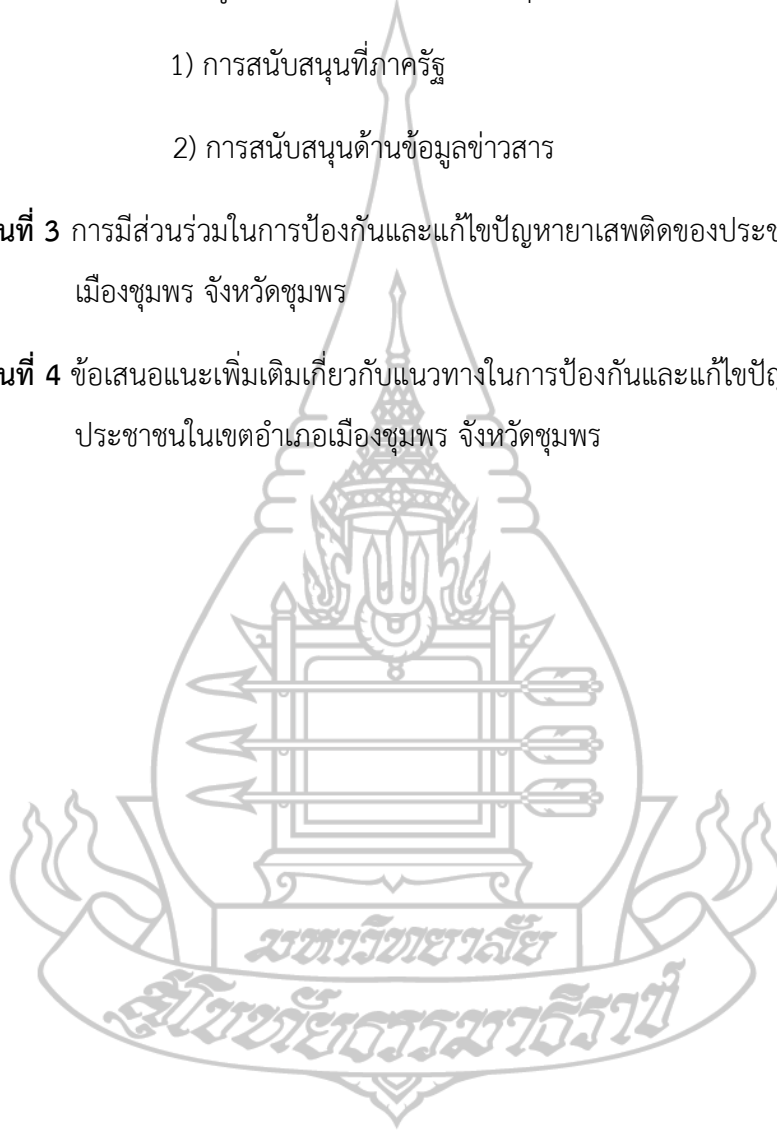 1) การสนับสนุนที่ภาครัฐ
2) การสนับสนุนด้านข้อมูลข่าวสาร
นที่ 3 การมีส่วนร่วมในการป้องกันและแก้ไขปัญหายาเสพติดของประช
เมืองชุมพร จังหวัดชุมพร
นที่ 4 ข้อเสนอแนะเพิ่มเติมเกี่ยวกับแนวทางในการป้องกันและแก้ไขปัญ
ประชาชนในเขตอำเภอเมืองชุมพร จังหวัดชุมพร
มหาวิทยาลัย
สุโขทัยธรรมาธิราช